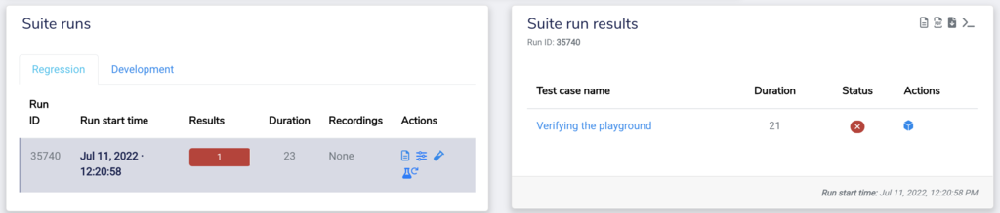 Suite runs
Regression
Development
Run
ID
Run start time
Results
Duration
Recordings
Actions
35740
Jul 11, 2022 ·
12:20:58
1
23
None
Suite run results
Run ID: 35740
Test case name
Duration
Status
Actions
Verifying the playground
21
Run start time: Jul 11, 2022, 12:20:58 PM